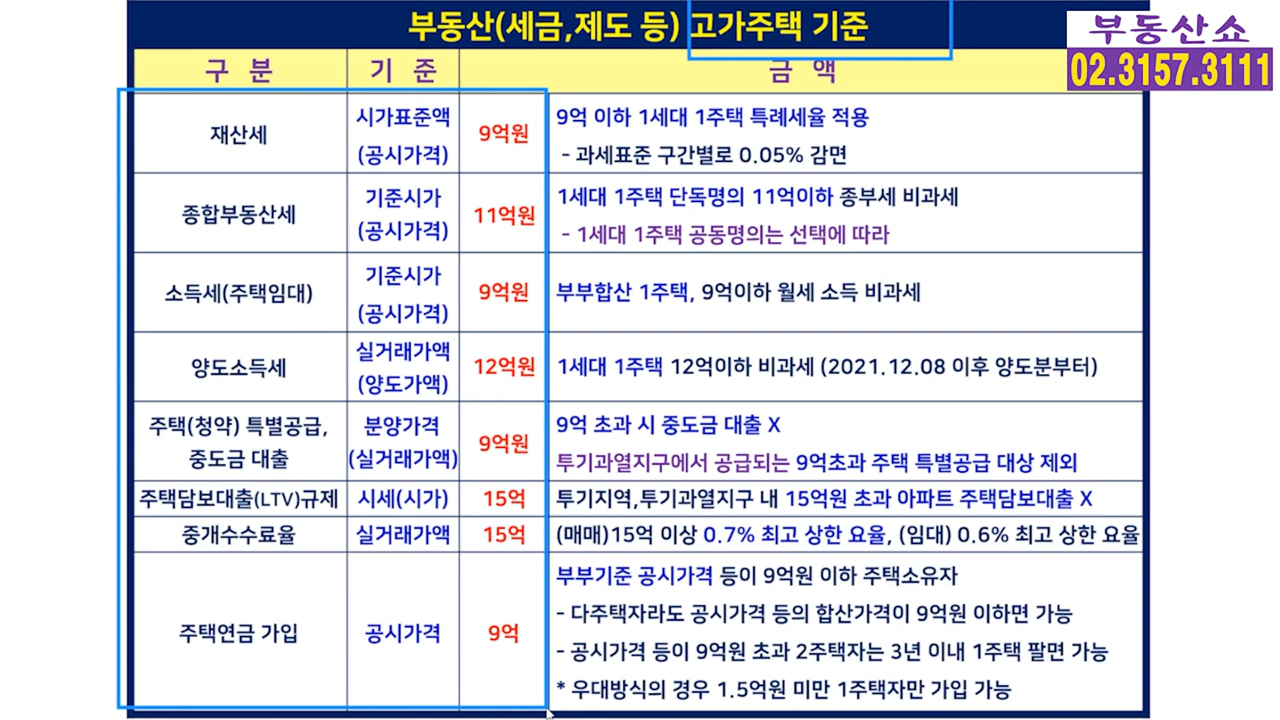 부동산(세금,제도 등) 고가주택 기준
부동산쇼
02.3157.3111
구 분 기 준 금 액
재산세 시가표준액 (공시가격) 9억원 9억 이하 1세대 1주택 특례세율 적용
- 과세표준 구간별로 0.05% 감면
종합부동산세 기준시가 (공시가격) 11억원 1세대 1주택 단독명의 11억이하 종부세 비과세
- 1세대 1주택 공동명의는 선택에 따라
소득세(주택임대) 기준시가 (공시가격) 9억원 부부합산 1주택, 9억이하 월세 소득 비과세
양도소득세 실거래가액 (양도가액) 12억원 1세대 1주택 12억이하 비과세 (2021.12.08 이후 양도분부터)
주택(청약) 특별공급, 중도금 대출 분양가격 (실거래가액) 9억원 9억 초과 시 중도금 대출 X
투기과열지구에서 공급되는 9억초과 주택 특별공급 대상 제외
주택담보대출(LTV)규제 시세(시가) 15억 투기지역,투기과열지구 내 15억원 초과 아파트 주택담보대출 X
중개수수료율 실거래가액 15억 (매매)15억 이상 0.7% 최고 상한 요율, (임대) 0.6% 최고 상한 요율
주택연금 가입 공시가격 9억 부부기준 공시가격 등이 9억원 이하 주택소유자
- 다주택자라도 공시가격 등의 합산가격이 9억원 이하면 가능
- 공시가격 등이 9억원 초과 2주택자는 3년 이내 1주택 팔면 가능
* 우대방식의 경우 1.5억원 미만 1주택자만 가입 가능